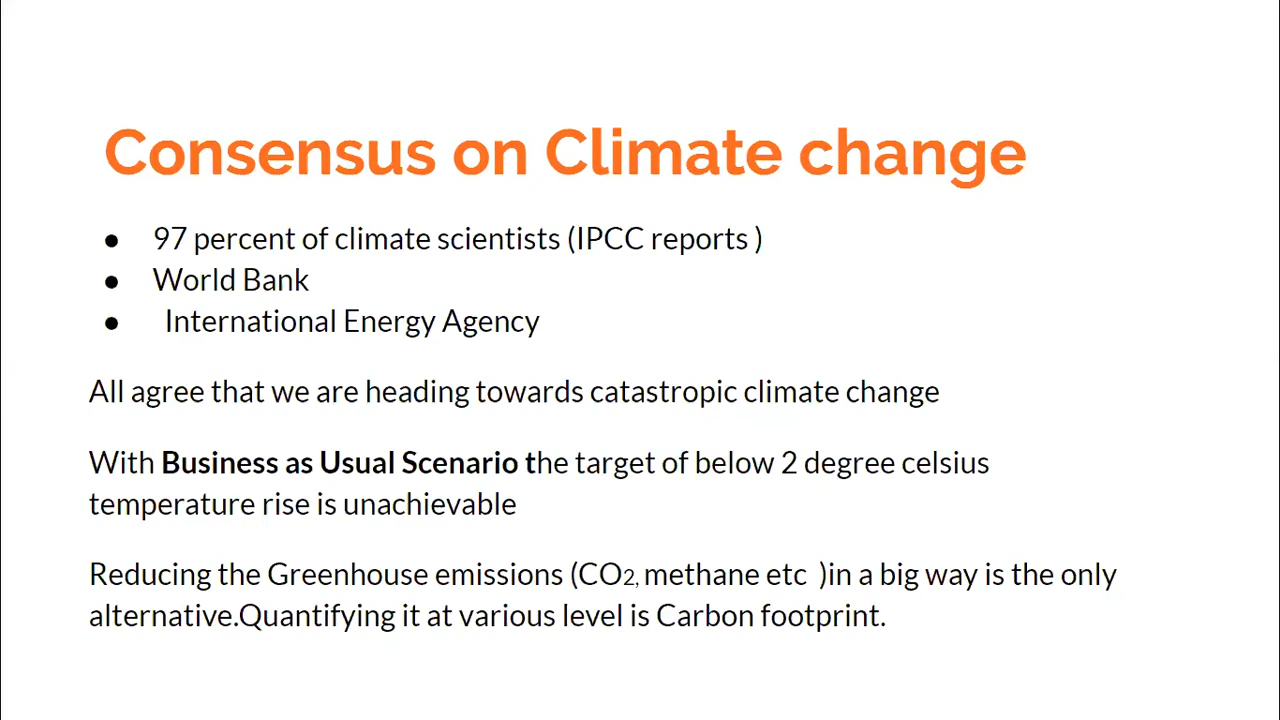 Consensus on Climate change
● 97 percent of climate scientists (IPCC reports )
● World Bank
● International Energy Agency
All agree that we are heading towards catastropic climate change
With Business as Usual Scenario the target of below 2 degree celsius
temperature rise is unachievable
Reducing the Greenhouse emissions (CO2, methane etc )in a big way is the only
alternative.Quantifying it at various level is Carbon footprint.